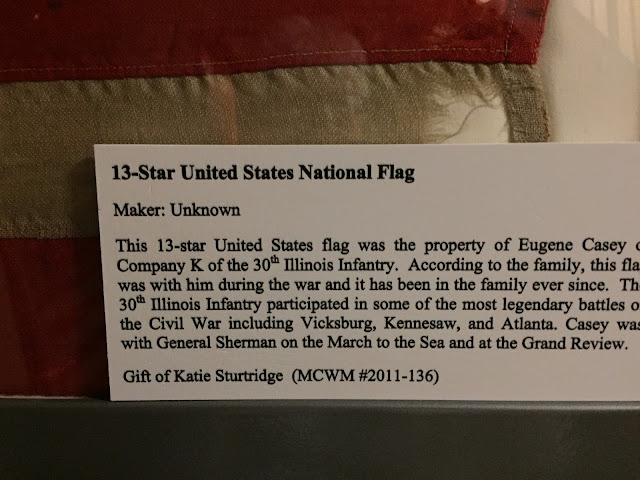 13-Star United States National Flag
Maker: Unknown
This 13-star United States flag was the property of Eugene Casey
Company K of the 30th Illinois Infantry. According to the family, this
was with him during the war and it has been in the family ever since.
30th Illinois Infantry participated in some of the most legendary battles
the Civil War including Vicksburg, Kennesaw, and Atlanta. Casey was
with General Sherman on the March to the Sea and at the Grand Review.
Gift of Katie Sturtridge (MCWM #2011-136)